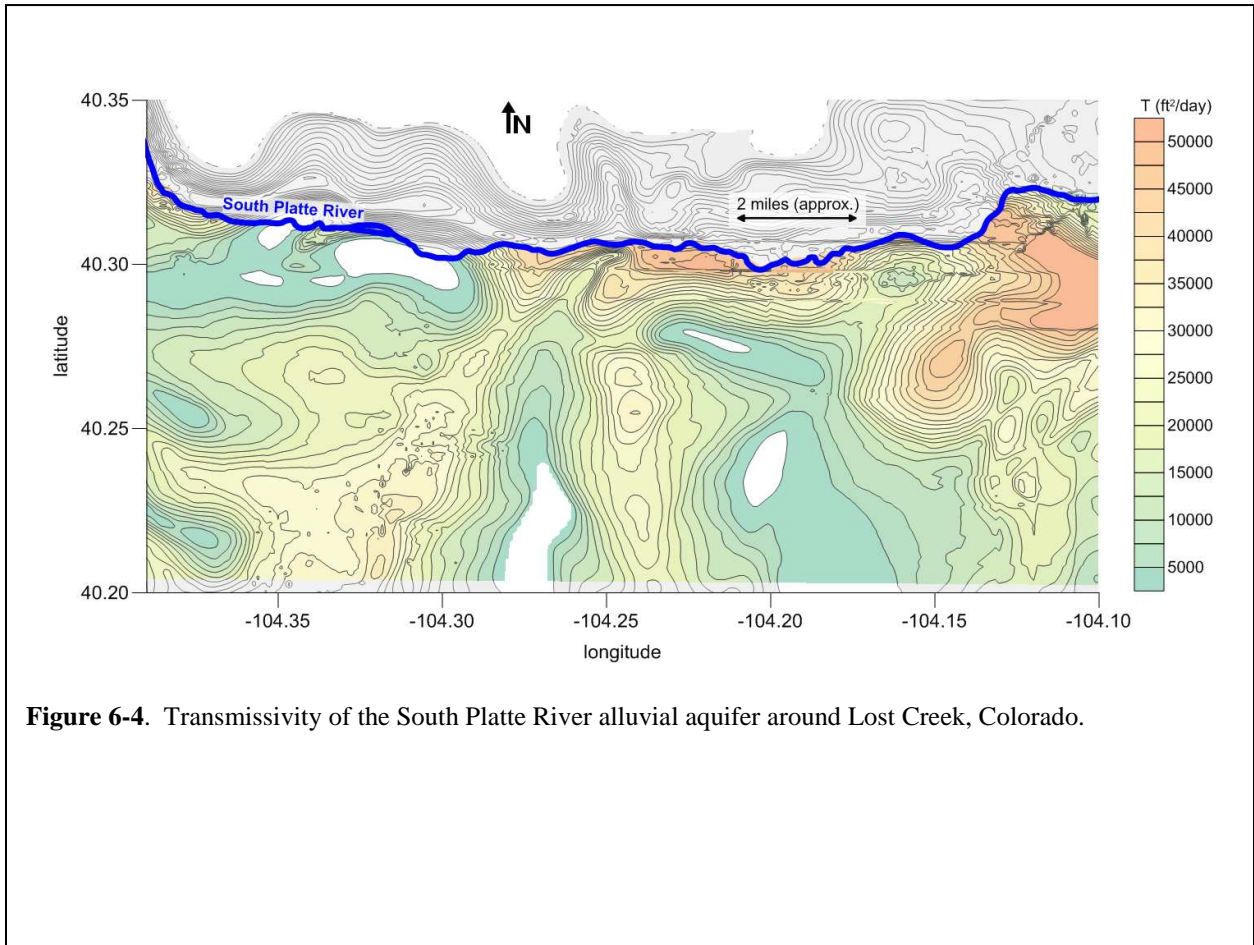 40.35
N
T (ft²/day)
50000
South Platte River
2 miles (approx.)
45000
40000
40.30
35000
30000
latitude
25000
40.25
20000
15000
10000
5000
40.20
-104.35
-104.30
-104.25
-104.20
-104.15
-104.10
longitude
Figure 6-4. Transmissivity of the South Platte River alluvial aquifer around Lost Creek, Colorado.